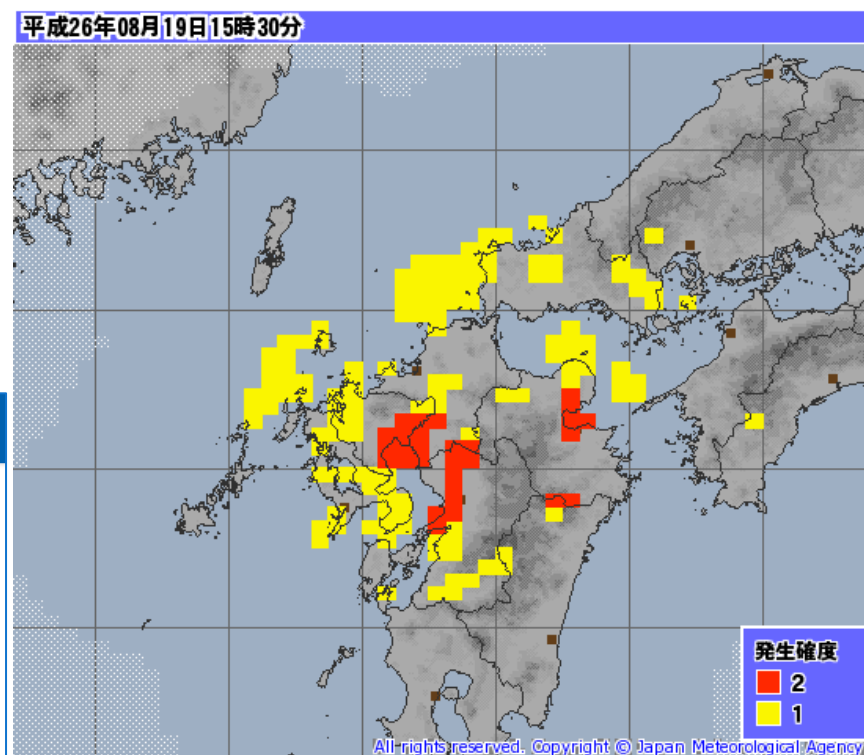 平成26年08月19日15時30分
発生確度
2
1
All rights reserved. Copyright © Japan Meteorological Agency